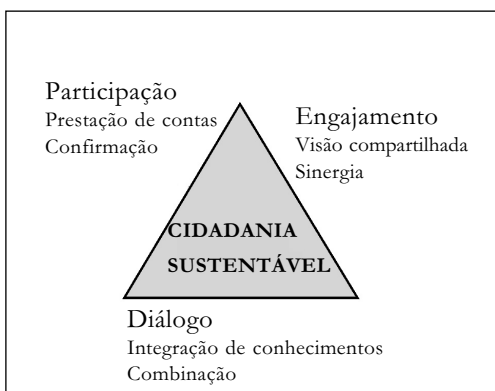 Participação
Prestação de contas
Confirmação
Engajamento
Visão compartilhada
Sinergia
CIDADANIA
SUSTENTÁVEL
Diálogo
Integração de conhecimentos
Combinação